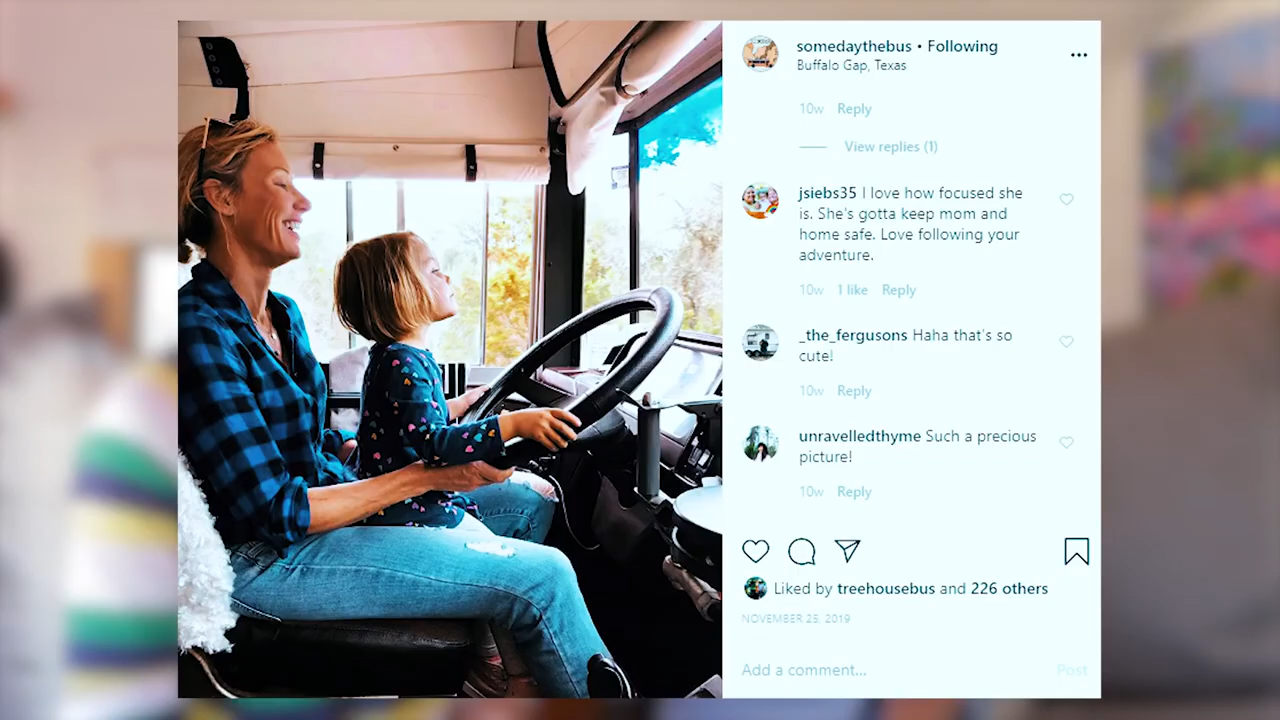 somedaythebus • Following
Buffalo Gap, Texas
10w Reply
View replies (1)
jsiebs35 I love how focused she
is. She's gotta keep mom and
home safe. Love following your
adventure.
10w 1 like Reply
_the_fergusons Haha that's so
cute!
10w Reply
unravelledthyme Such a precious
picture!
10w Reply
Liked by treehousebus and 226 others
NOVEMBER 25, 2019
Add a comment...
Post